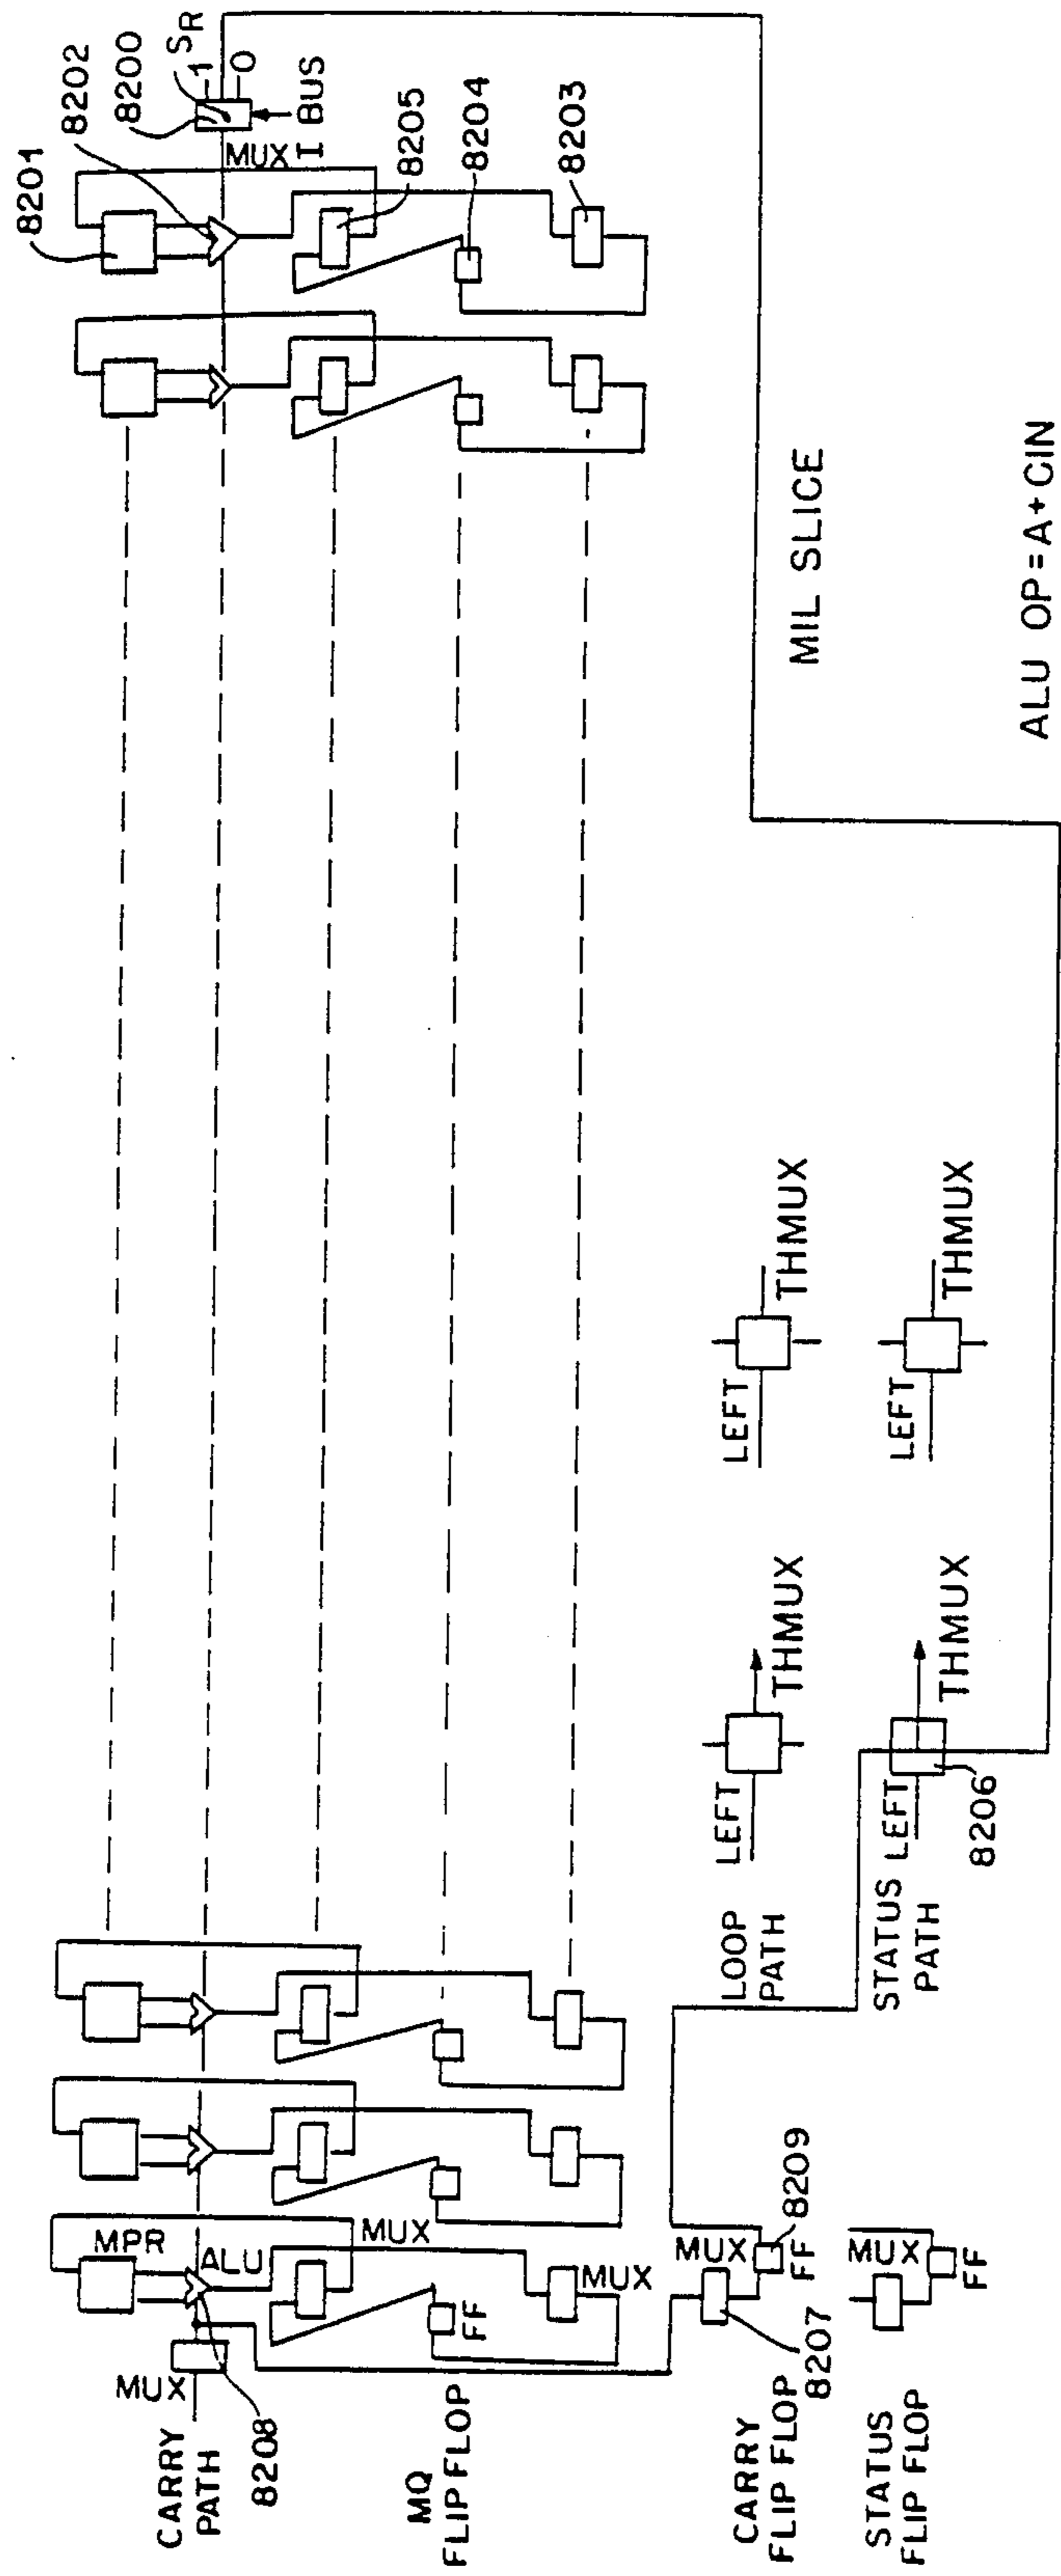 8201
8202
8200
SR
1
0
MUX
I BUS
8205
8204
8203
MPR
ALU
MUX
CARRY
PATH
8208
MUX
FF
MUX
MQ
FLIP FLOP
CARRY
FLIP FLOP
8207
MUX
FF
8209
STATUS
FLIP FLOP
MUX
FF
LOOP
PATH
LEFT
THMUX
LEFT
THMUX
STATUS
PATH
LEFT
THMUX
8206
LEFT
THMUX
MIL SLICE
ALU OP = A + CIN